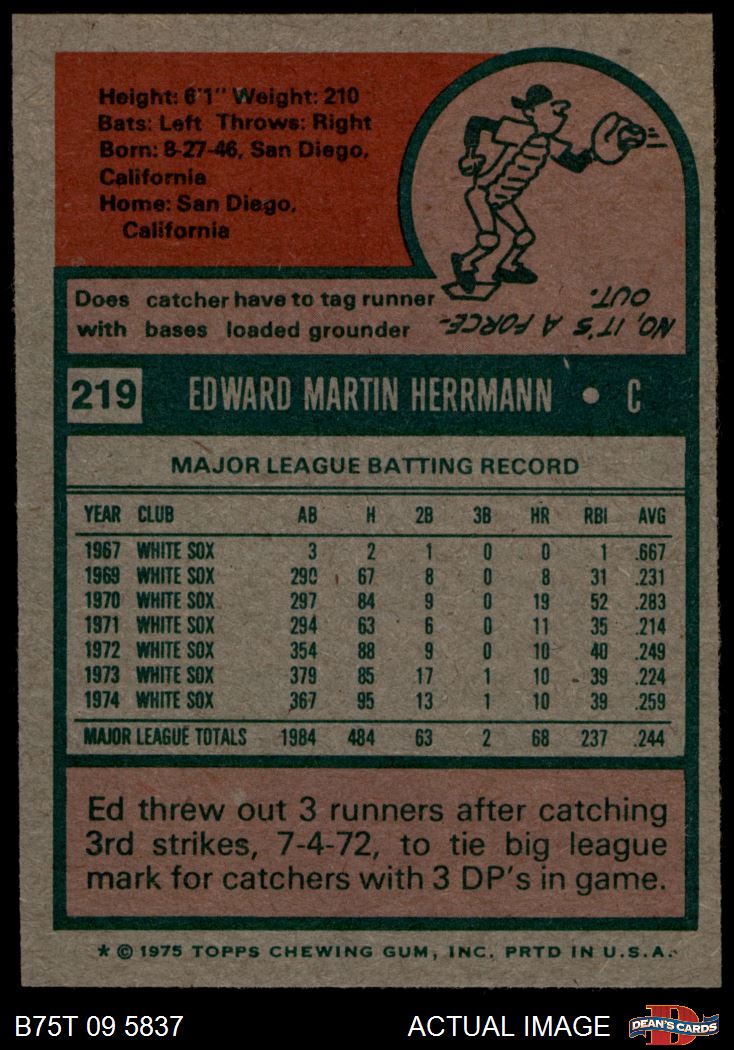 Height: 6'1" Weight: 210
Bats: Left Throws: Right
Born: 8-27-46, San Diego,
California
Home: San Diego,
California
Does catcher have to tag runner
with bases loaded grounder
NO, IT'S A FORCE-
OUT.
219 EDWARD MARTIN HERRMANN • C
MAJOR LEAGUE BATTING RECORD
YEAR CLUB AB H 2B 3B HR RBI AVG
1967 WHITE SOX 3 2 1 0 0 1 .667
1969 WHITE SOX 290 67 8 0 8 31 .231
1970 WHITE SOX 297 84 9 0 19 52 .283
1971 WHITE SOX 294 63 6 0 11 35 .214
1972 WHITE SOX 354 88 9 0 10 40 .249
1973 WHITE SOX 379 85 17 1 10 39 .224
1974 WHITE SOX 367 95 13 1 10 39 .259
MAJOR LEAGUE TOTALS 1984 484 63 2 68 237 .244
Ed threw out 3 runners after catching
3rd strikes, 7-4-72, to tie big league
mark for catchers with 3 DP's in game.
* © 1975 TOPPS CHEWING GUM, INC. PRTD IN U.S.A.
B75T 09 5837 ACTUAL IMAGE DEAN'S CARDS